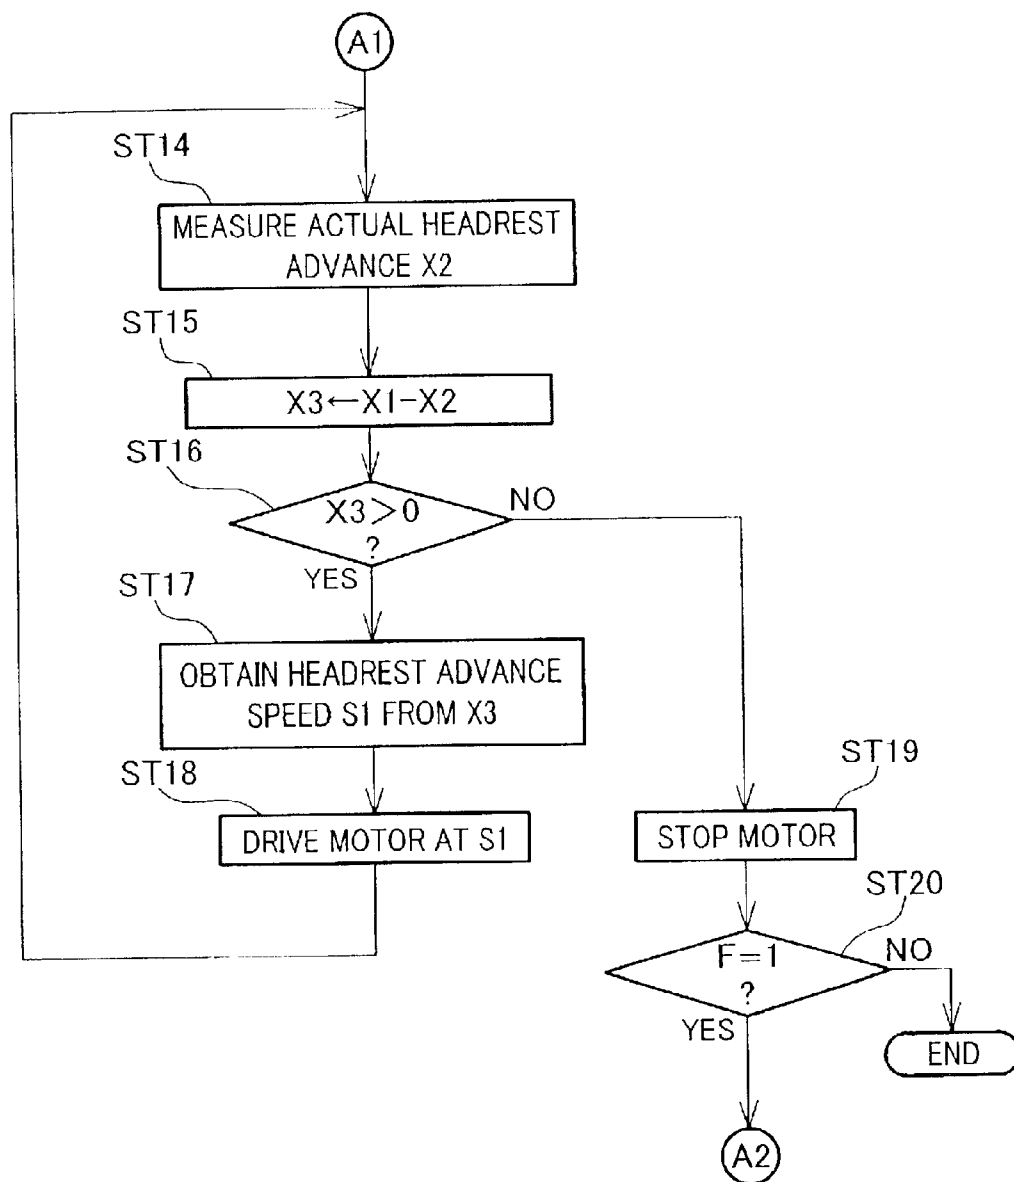 A1
ST14
MEASURE ACTUAL HEADREST
ADVANCE X2
ST15
X3←X1-X2
ST16
X3>0
?
NO
YES
ST17
OBTAIN HEADREST ADVANCE
SPEED S1 FROM X3
ST18
DRIVE MOTOR AT S1
ST19
STOP MOTOR
ST20
F=1
?
NO
YES
END
A2